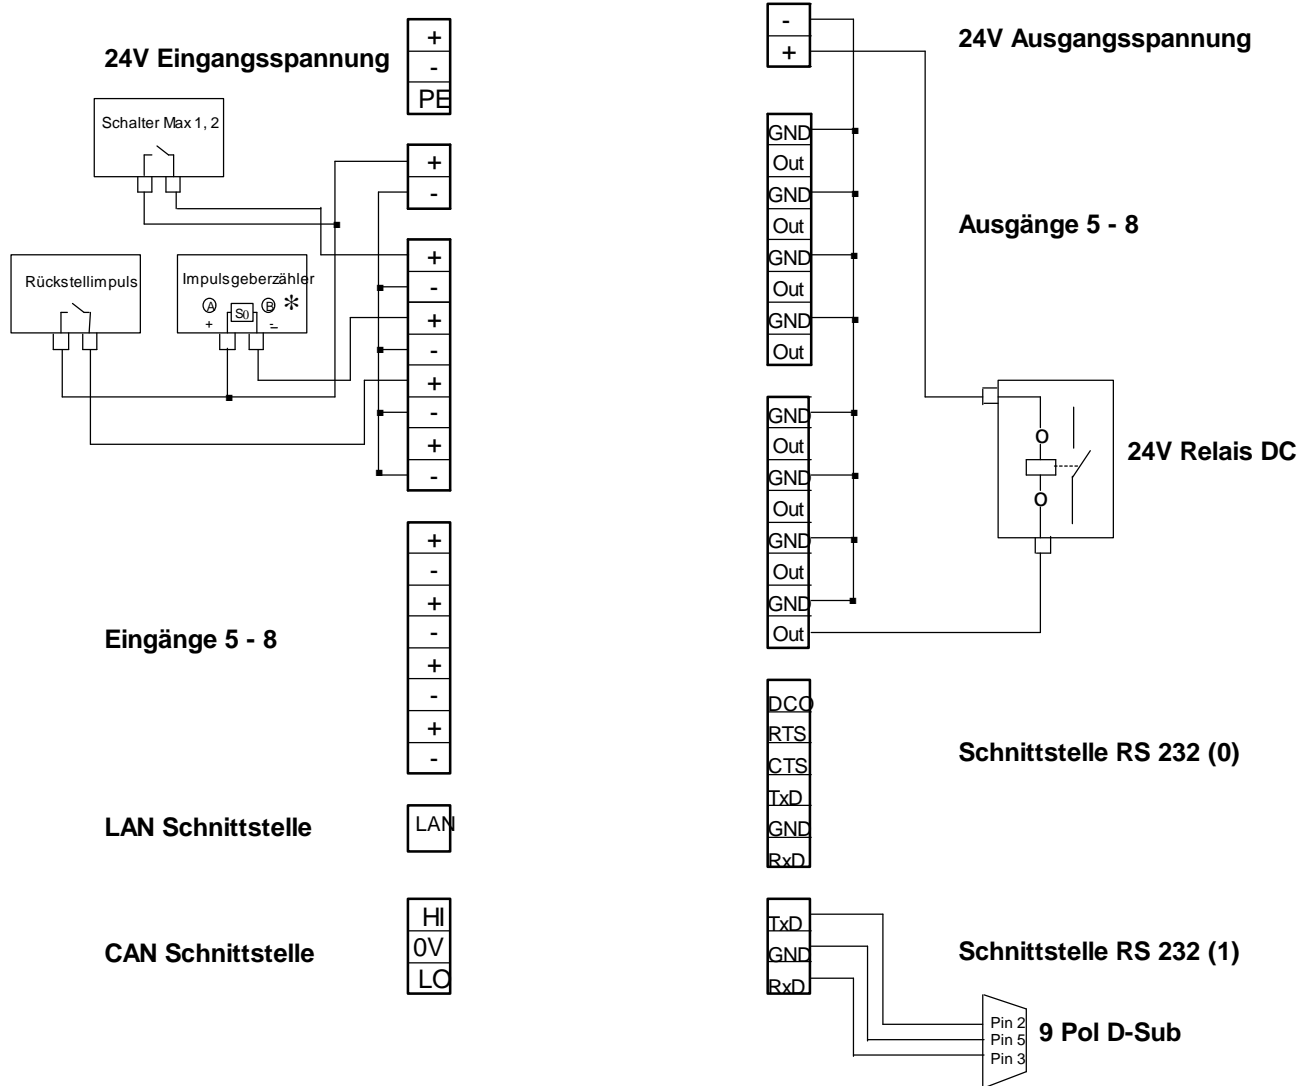 24V Eingangsspannung
+
-
PE
Schalter Max 1, 2
+
-
Rückstellimpuls
Impulsgeberzähler
A
S0
B
*
+
-
+
-
+
-
+
-
+
-
Eingänge 5 - 8
+
-
+
-
+
-
+
-
LAN Schnittstelle
LAN
CAN Schnittstelle
HI
0V
LO
-
+
24V Ausgangsspannung
GND
Out
GND
Out
GND
Out
GND
Out
Ausgänge 5 - 8
GND
Out
GND
Out
GND
Out
GND
Out
24V Relais DC
DCO
RTS
CTS
TxD
GND
RxD
Schnittstelle RS 232 (0)
TxD
GND
RxD
Schnittstelle RS 232 (1)
Pin 2
Pin 5
Pin 3
9 Pol D-Sub